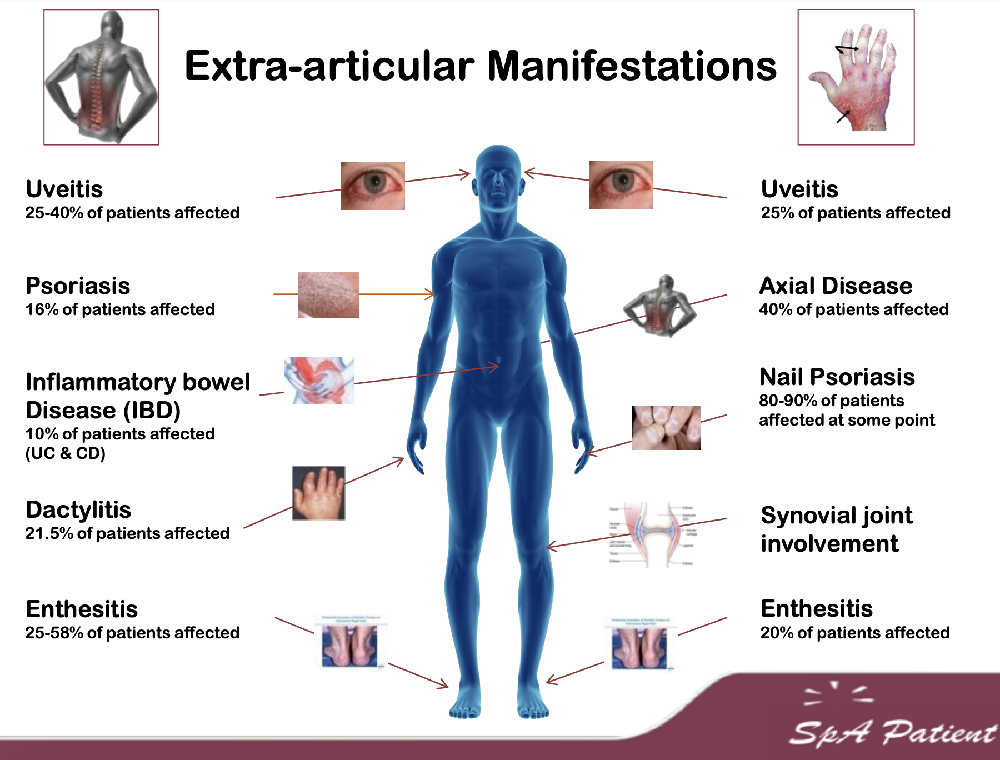 Extra-articular Manifestations
Uveitis
25-40% of patients affected
Psoriasis
16% of patients affected
Inflammatory bowel
Disease (IBD)
10% of patients affected
(UC & CD)
Dactylitis
21.5% of patients affected
Enthesitis
25-58% of patients affected
Uveitis
25% of patients affected
Axial Disease
40% of patients affected
Nail Psoriasis
80-90% of patients
affected at some point
Synovial joint
involvement
Enthesitis
20% of patients affected
SpA Patient